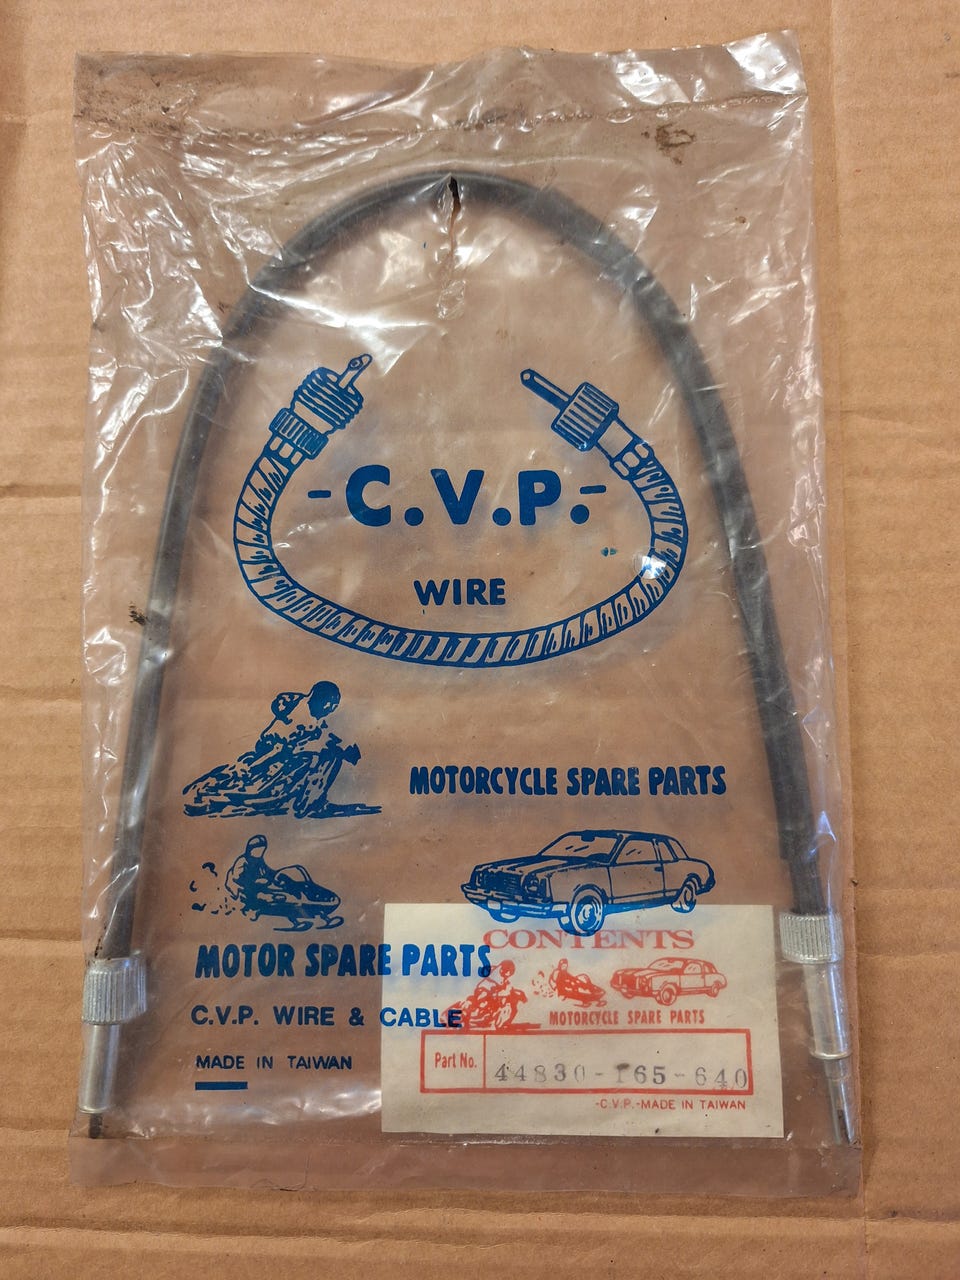 -C.V.P.-
WIRE
MOTORCYCLE SPARE PARTS
MOTOR SPARE PARTS
C.V.P. WIRE & CABLE
MADE IN TAIWAN
CONTENTS
MOTORCYCLE SPARE PARTS
Part No. 44830-165-640
-C.V.P.-MADE IN TAIWAN